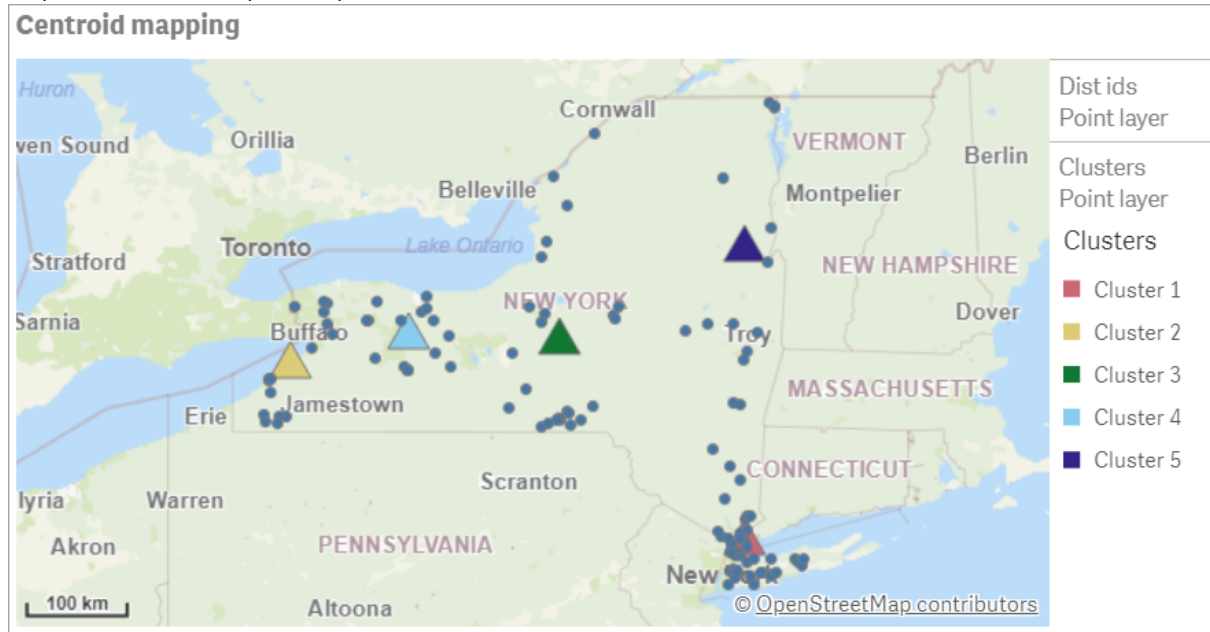 Centroid mapping
Huron
Cornwall
Dist ids
Point layer
wen Sound
Orillia
VERMONT
Berlin
Clusters
Point layer
Belleville
Montpelier
Clusters
Toronto
Lake Ontario
Stratford
NEW HAMPSHIRE
Cluster 1
NEW YORK
Sarnia
Buffalo
Troy
Dover
Cluster 2
Cluster 3
MASSACHUSETTS
Erie
Jamestown
Cluster 4
CONNECTICUT
Cluster 5
Scranton
lyria
Warren
Akron
PENNSYLVANIA
New York
100 km
Altoona
© OpenStreetMap contributors